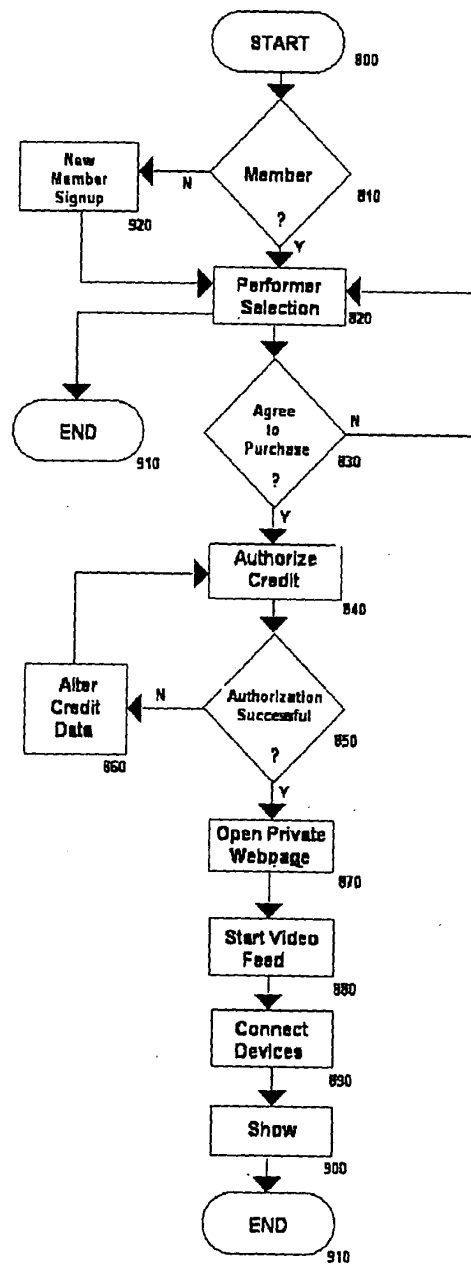 START
800
Member
?
810
N
New
Member
Signup
920
Y
Performer
Selection
820
END
910
Agree
to
Purchase
?
830
N
Y
Authorize
Credit
840
Authorization
Successful
?
850
N
Alter
Credit
Data
860
Y
Open Private
Webpage
870
Start Video
Feed
880
Connect
Devices
890
Show
900
END
910